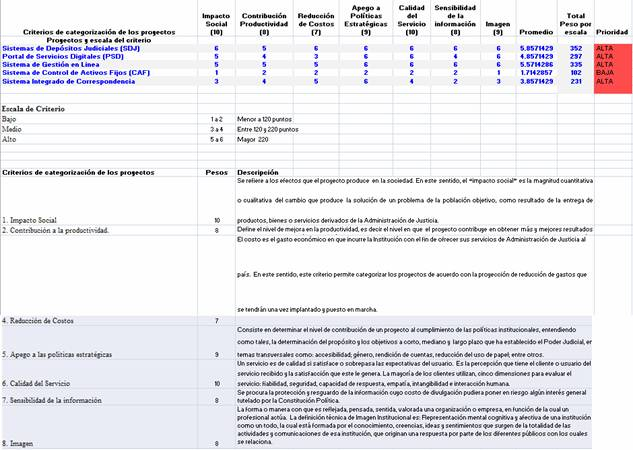 Criterios de categorización de los proyectos
Impacto Social (10)
Contribución Productividad (8)
Reducción de Costos (7)
Apego a Políticas Estratégicas (9)
Calidad del Servicio (10)
Sensibilidad de la información (8)
Imagen (9)
Promedio
Total Peso por escala
Prioridad
Proyectos y escala del criterio
Sistemas de Depósitos Judiciales (SDJ) 6 5 6 6 6 6 6 5.8571429 352 ALTA
Portal de Servicios Digitales (PSD) 5 4 3 6 6 4 6 4.8571429 297 ALTA
Sistema de Gestión en Línea 5 5 5 6 6 6 6 5.5714286 335 ALTA
Sistema de Control de Activos Fijos (CAF) 1 2 2 2 2 2 1 1.7142857 102 BAJA
Sistema Integrado de Correspondencia 3 4 5 6 4 2 3 3.8571429 231 ALTA
Escala de Criterio
Bajo 1 a 2 Menor a 120 puntos
Medio 3 a 4 Entre 120 y 220 puntos
Alto 5 a 6 Mayor 220
Criterios de categorización de los proyectos Pesos Descripción
Se refiere a los efectos que el proyecto produce en la sociedad. En este sentido, el "impacto social" es la magnitud cuantitativa
o cualitativa del cambio que produce la solución de un problema de la población objetivo, como resultado de la entrega de
1. Impacto Social 10 productos, bienes o servicios derivados de la Administración de Justicia.
2. Contribución a la productividad. 8 Define el nivel de mejora en la productividad, es decir el nivel en que el proyecto contribuye en obtener más y mejores resultados
El costo es el gasto económico en que incurre la Institución con el fin de ofrecer sus servicios de Administración de Justicia al
país. En este sentido, este criterio permite categorizar los proyectos de acuerdo con la proyección de reducción de gastos que
se tendrán una vez implantado y puesto en marcha.
4. Reducción de Costos 7
Consiste en determinar el nivel de contribución de un proyecto al cumplimiento de las políticas institucionales, entendiendo
como tales, la determinación del propósito y los objetivos a corto, mediano y largo plazo que ha establecido el Poder Judicial, en
5. Apego a las políticas estratégicas 9 temas transversales como: accesibilidad, género, rendición de cuentas, reducción del uso de papel, entre otros.
Un servicio es de calidad si satisface o sobrepasa las expectativas del usuario. Es la percepción que tiene el cliente o usuario del
servicio recibido y la satisfacción que este le genera. La mayoría de los clientes utilizan, cinco dimensiones para evaluar el
6. Calidad del Servicio 10 servicio: fiabilidad, seguridad, capacidad de respuesta, empatía, intangibilidad e interacción humana.
Se procura la protección y resguardo de la información cuyo costo de divulgación pudiera poner en riesgo algún interés general
7. Sensibilidad de la información 8 tutelado por la Constitución Política.
La forma o manera con que es reflejada, pensada, sentida, valorada una organización o empresa, en función de la cual un
profesional actúa. La definición técnica de Imagen Institucional es: Representación mental cognitiva y afectiva de una institución
como un todo, la cual está formada por el conocimiento, creencias, ideas y sentimientos que surgen de la totalidad de las
actividades y comunicaciones de esa institución, que originan una respuesta por parte de los diferentes públicos con los cuales
8. Imagen 8 se relaciona.